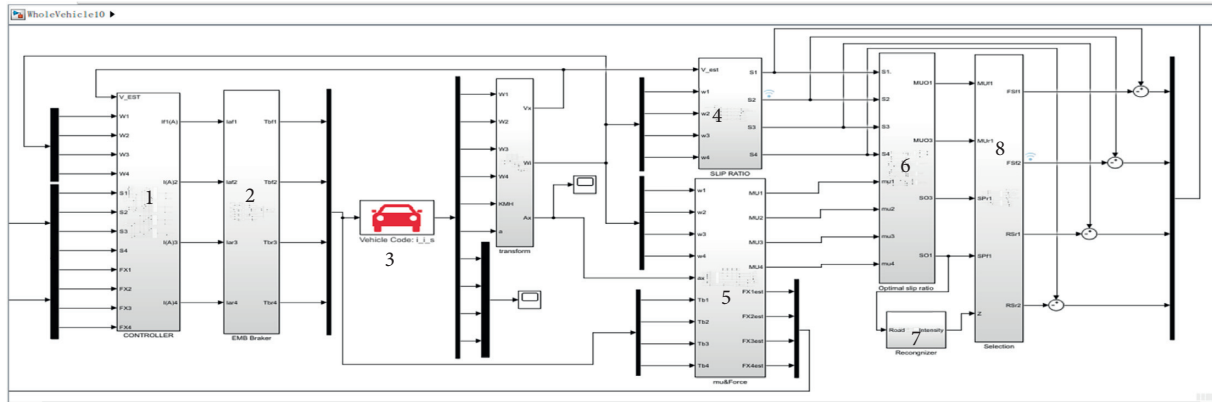 WholeVehicle10
V_EST
W1
W2
W3
W4
S1
S2
S3
S4
FX1
FX2
FX3
FX4
1
If1(A)
I(A)2
I(A)3
I(A)4
CONTROLLER
Iaf1
Iaf2
Iar3
Iar4
2
Tbf1
Tbf2
Tbr3
Tbr4
EMB Braker
Vehicle Code: i_i_s
3
W1
W2
W3
W4
KMH
a
Vx
Wi
Ax
transform
V_est
w1
w2
w3
w4
4
S1
S2
S3
S4
SLIP RATIO
w1
w2
w3
w4
ax
Tb1
Tb2
Tb3
Tb4
5
MU1
MU2
MU3
MU4
FX1est
FX2est
FX3est
FX4est
mu&Force
S1
S2
S3
S4
mu1
mu2
mu3
mu4
6
MUO1
MUO3
SO3
SO1
Optimal slip ratio
Road
7
Intensity
Recongnizer
MUf1
MUr1
SPr1
SPf1
Z
8
FSf1
FSf2
RSr1
RSr2
Selection